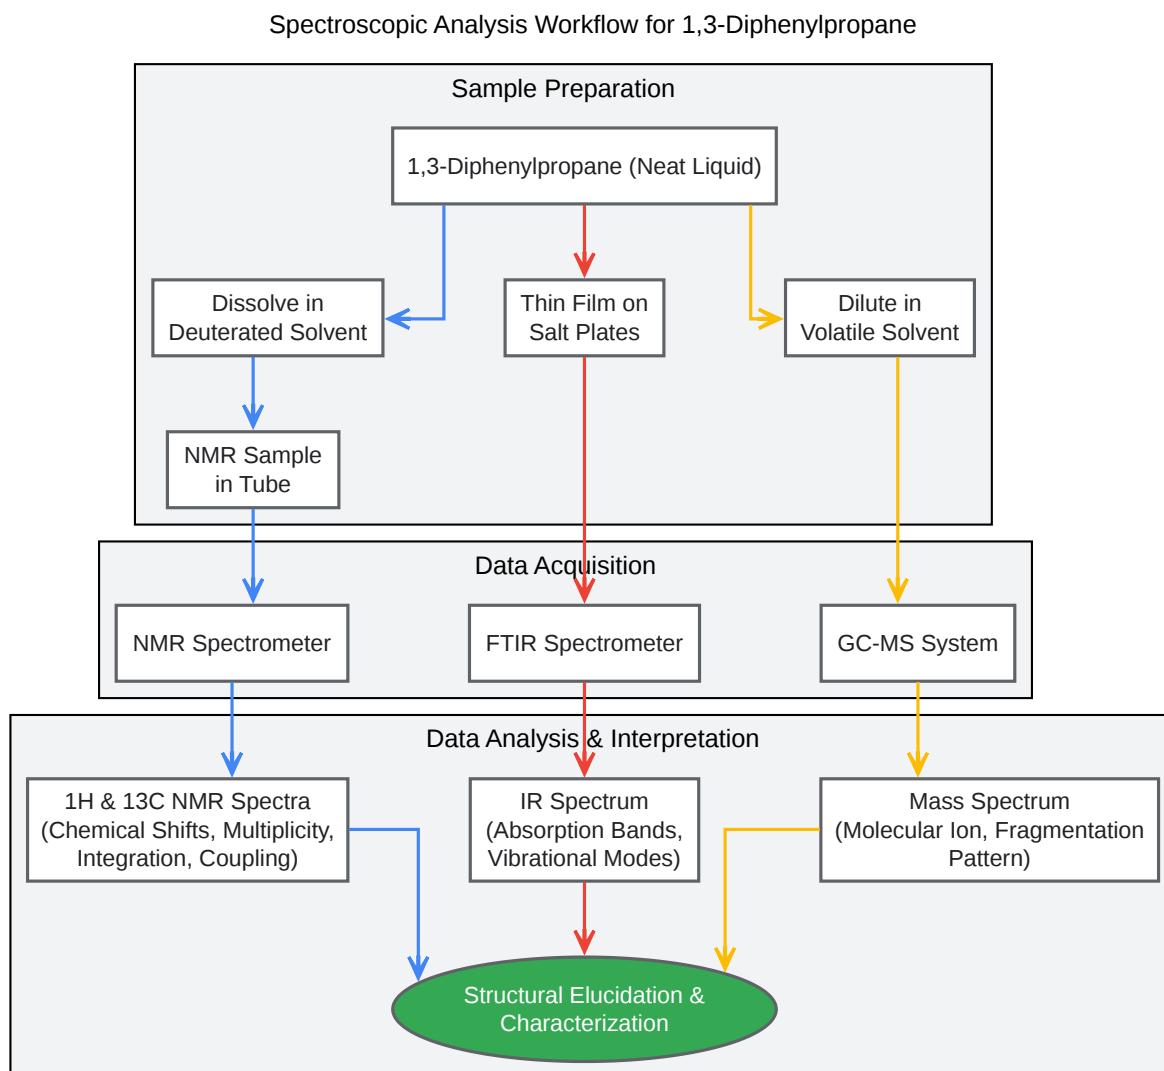 Spectroscopic Analysis Workflow for 1,3-Diphenylpropane
Sample Preparation
1,3-Diphenylpropane (Neat Liquid)
Dissolve in
Deuterated Solvent
Thin Film on
Salt Plates
Dilute in
Volatile Solvent
NMR Sample
in Tube
Data Acquisition
NMR Spectrometer
FTIR Spectrometer
GC-MS System
Data Analysis & Interpretation
1H & 13C NMR Spectra
(Chemical Shifts, Multiplicity,
Integration, Coupling)
IR Spectrum
(Absorption Bands,
Vibrational Modes)
Mass Spectrum
(Molecular Ion, Fragmentation
Pattern)
Structural Elucidation &
Characterization